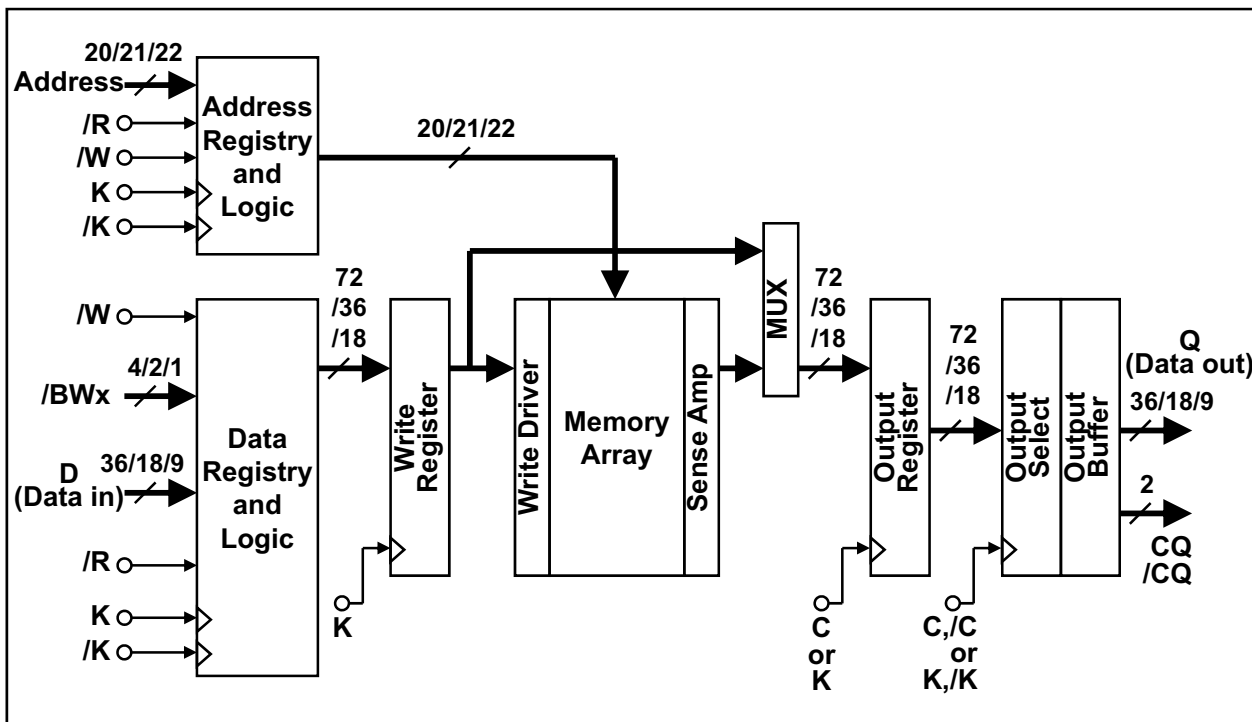 20/21/22
Address
/R
/W
K
/K
Address
Registry
and
Logic
20/21/22
/W
4/2/1
/BWx
36/18/9
D
(Data in)
/R
K
/K
Data
Registry
and
Logic
72
/36
/18
Write
Register
K
Write Driver
Memory
Array
Sense Amp
MUX
72
/36
/18
Output
Register
C
or
K
72
/36
/18
Output
Select
Output
Buffer
C,/C
or
K,/K
Q
(Data out)
36/18/9
2
CQ
/CQ